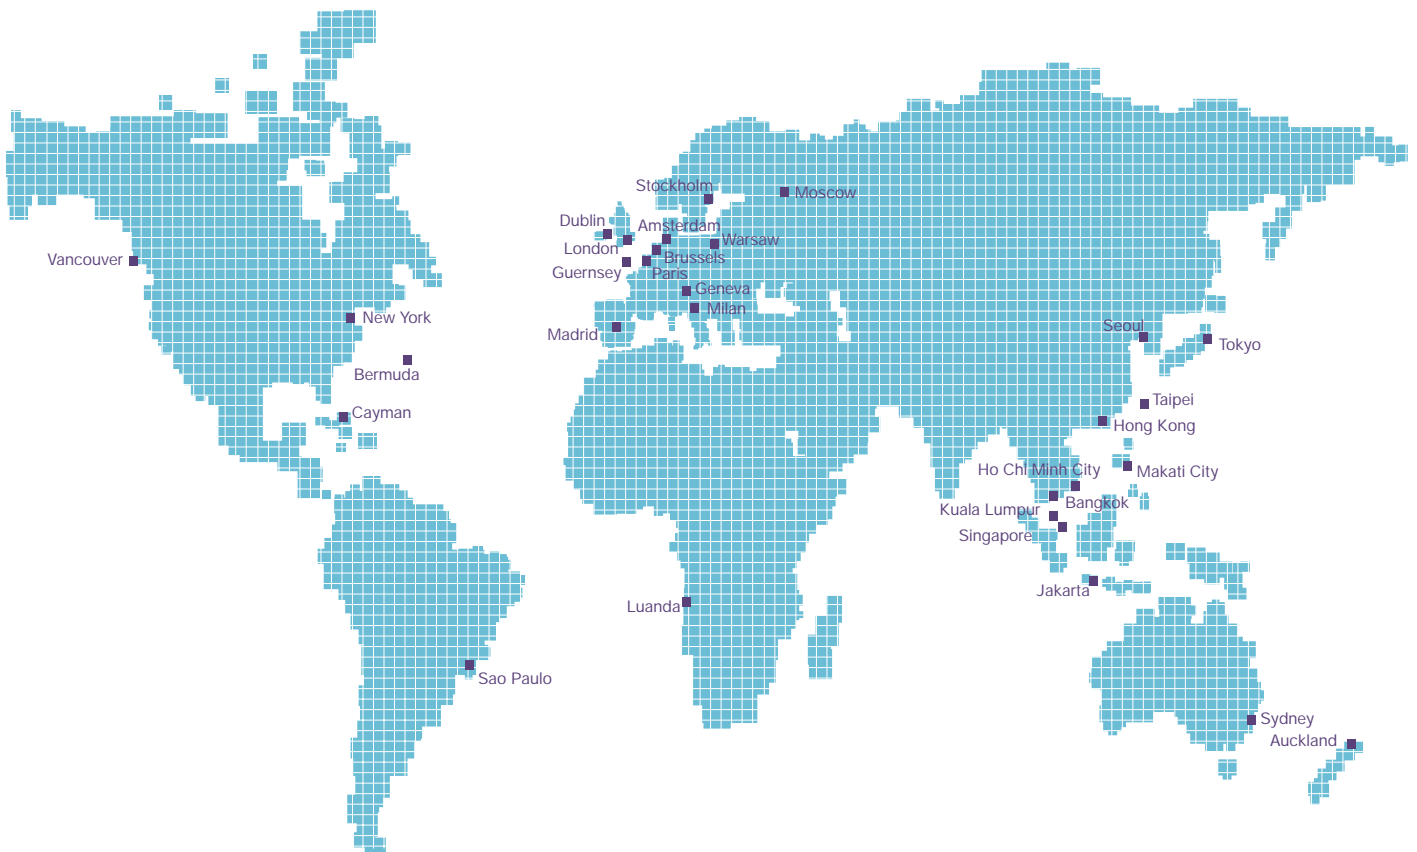 Stockholm
Moscow
Dublin
Amsterdam
Warsaw
London
Brussels
Vancouver
Guernsey
Paris
Geneva
Milan
New York
Madrid
Seoul
Tokyo
Bermuda
Taipei
Cayman
Hong Kong
Ho Chi Minh City
Makati City
Bangkok
Kuala Lumpur
Singapore
Jakarta
Luanda
Sao Paulo
Sydney
Auckland